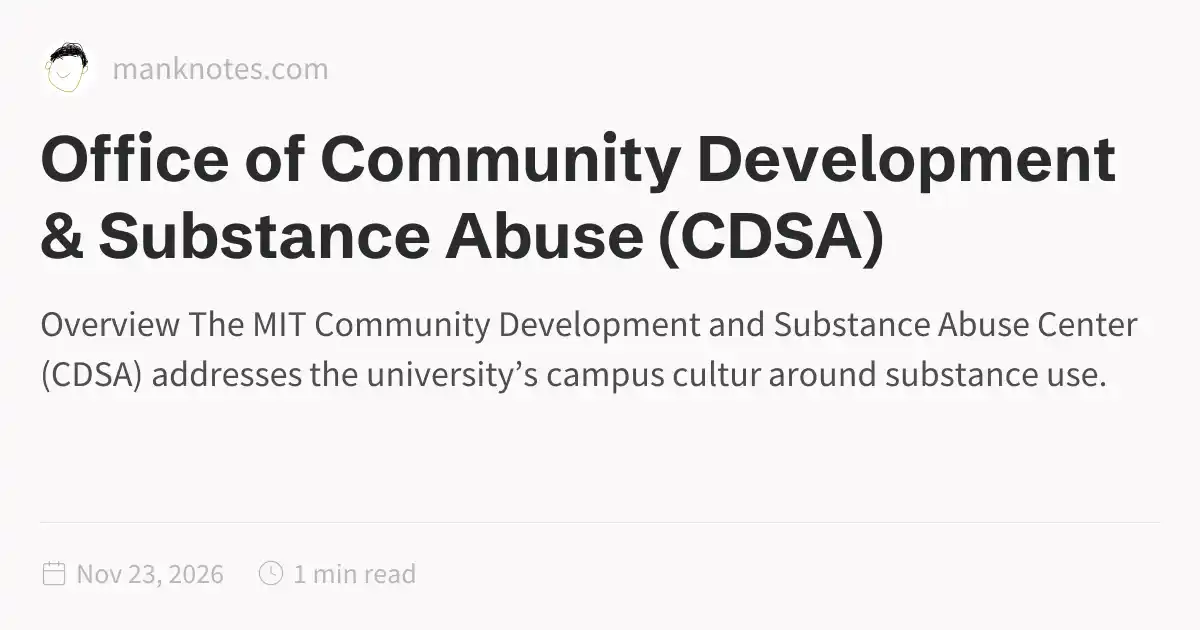 manknotes.com
Office of Community Development
& Substance Abuse (CDSA)
Overview The MIT Community Development and Substance Abuse Center
(CDSA) addresses the university’s campus cultur around substance use.
Nov 23, 2026 1 min read